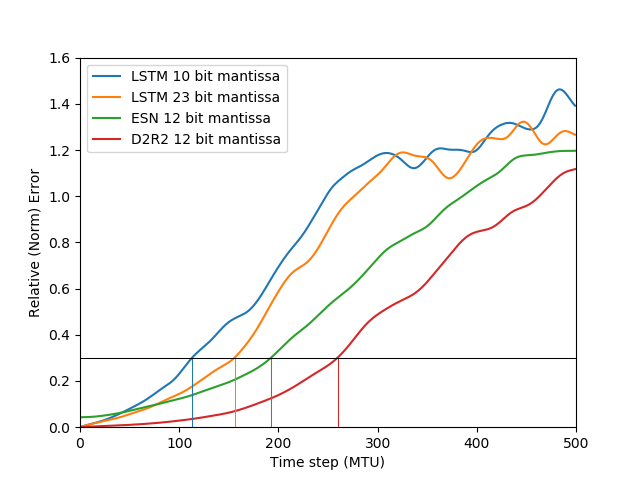 1.6
1.4
1.2
1.0
0.8
0.6
0.4
0.2
0.0
Relative (Norm) Error
LSTM 10 bit mantissa
LSTM 23 bit mantissa
ESN 12 bit mantissa
D2R2 12 bit mantissa
0 100 200 300 400 500
Time step (MTU)